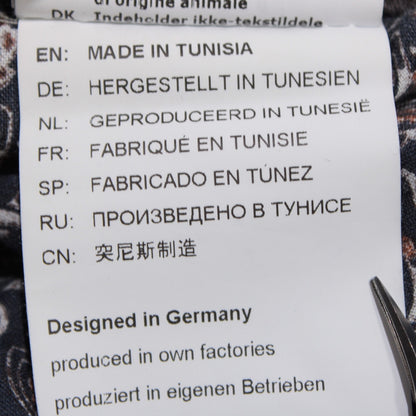 di origine animale
DK Indeholder ikke-tekstildele
EN: MADE IN TUNISIA
DE: HERGESTELLT IN TUNESIEN
NL: GEPRODUCEERD IN TUNESIË
FR: FABRIQUÉ EN TUNISIE
SP: FABRICADO EN TÚNEZ
RU: ПРОИЗВЕДЕНО В ТУНИСЕ
CN: 突尼斯制造
Designed in Germany
produced in own factories
produziert in eigenen Betrieben